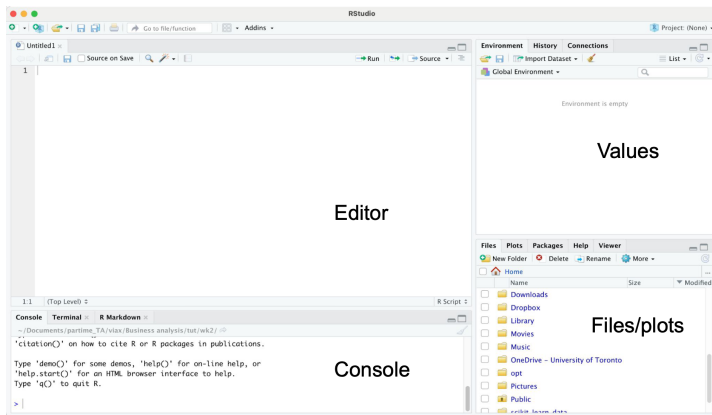 RStudio
Go to file/function
Addins
Project: (None)
Untitled1
Source on Save
Run
Source
1
Editor
1:1
(Top Level)
R Script
Console
Terminal
R Markdown
~/Documents/partime_TA/viax/Business analysis/tut/wk2/
'citation()' on how to cite R or R packages in publications.
Type 'demo()' for some demos, 'help()' for on-line help, or
'help.start()' for an HTML browser interface to help.
Type 'q()' to quit R.
>
Console
Environment
History
Connections
Import Dataset
List
Global Environment
Environment is empty
Values
Files
Plots
Packages
Help
Viewer
New Folder
Delete
Rename
More
Home
...
Name
Size
Modified
Downloads
Dropbox
Library
Movies
Music
OneDrive - University of Toronto
opt
Pictures
Public
scikit_learn_data
Files/plots